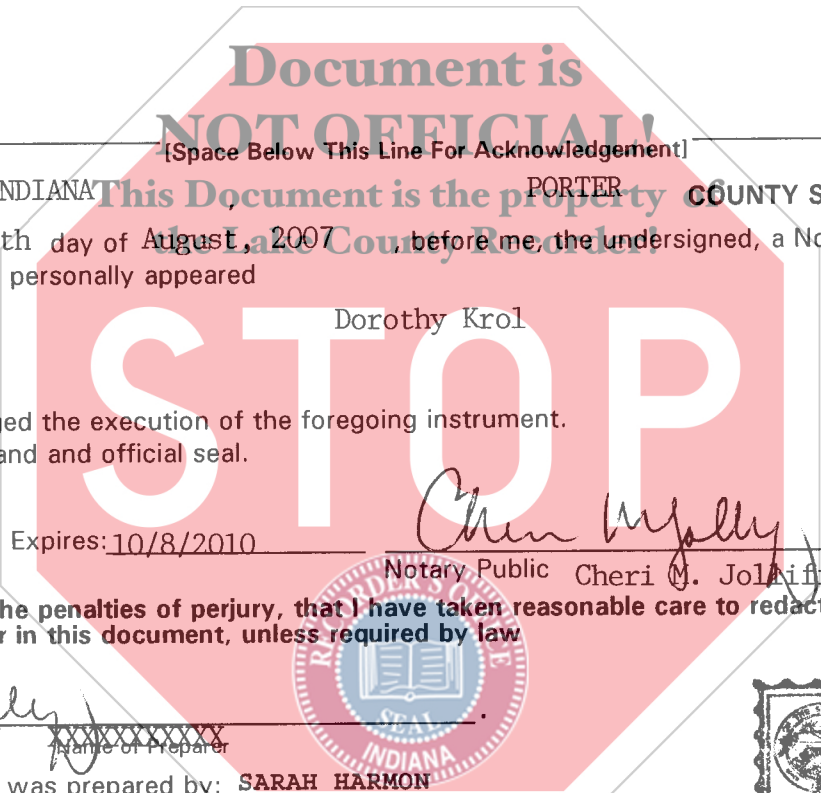 Document is
NOT OFFICIAL!
[Space Below This Line For Acknowledgement]
NDIANA, PORTER COUNTY S
This Document is the property of
th day of August, 2007, before me, the undersigned, a No
the Lake County Recorder!
personally appeared
Dorothy Krol
STOP
ged the execution of the foregoing instrument.
and and official seal.
Expires: 10/8/2010
Notary Public Cheri M. Jol
he penalties of perjury, that I have taken reasonable care to redact
r in this document, unless required by law
RECORDER'S OFFICE
SEAL
INDIANA
Name of Preparer
was prepared by: SARAH HARMON